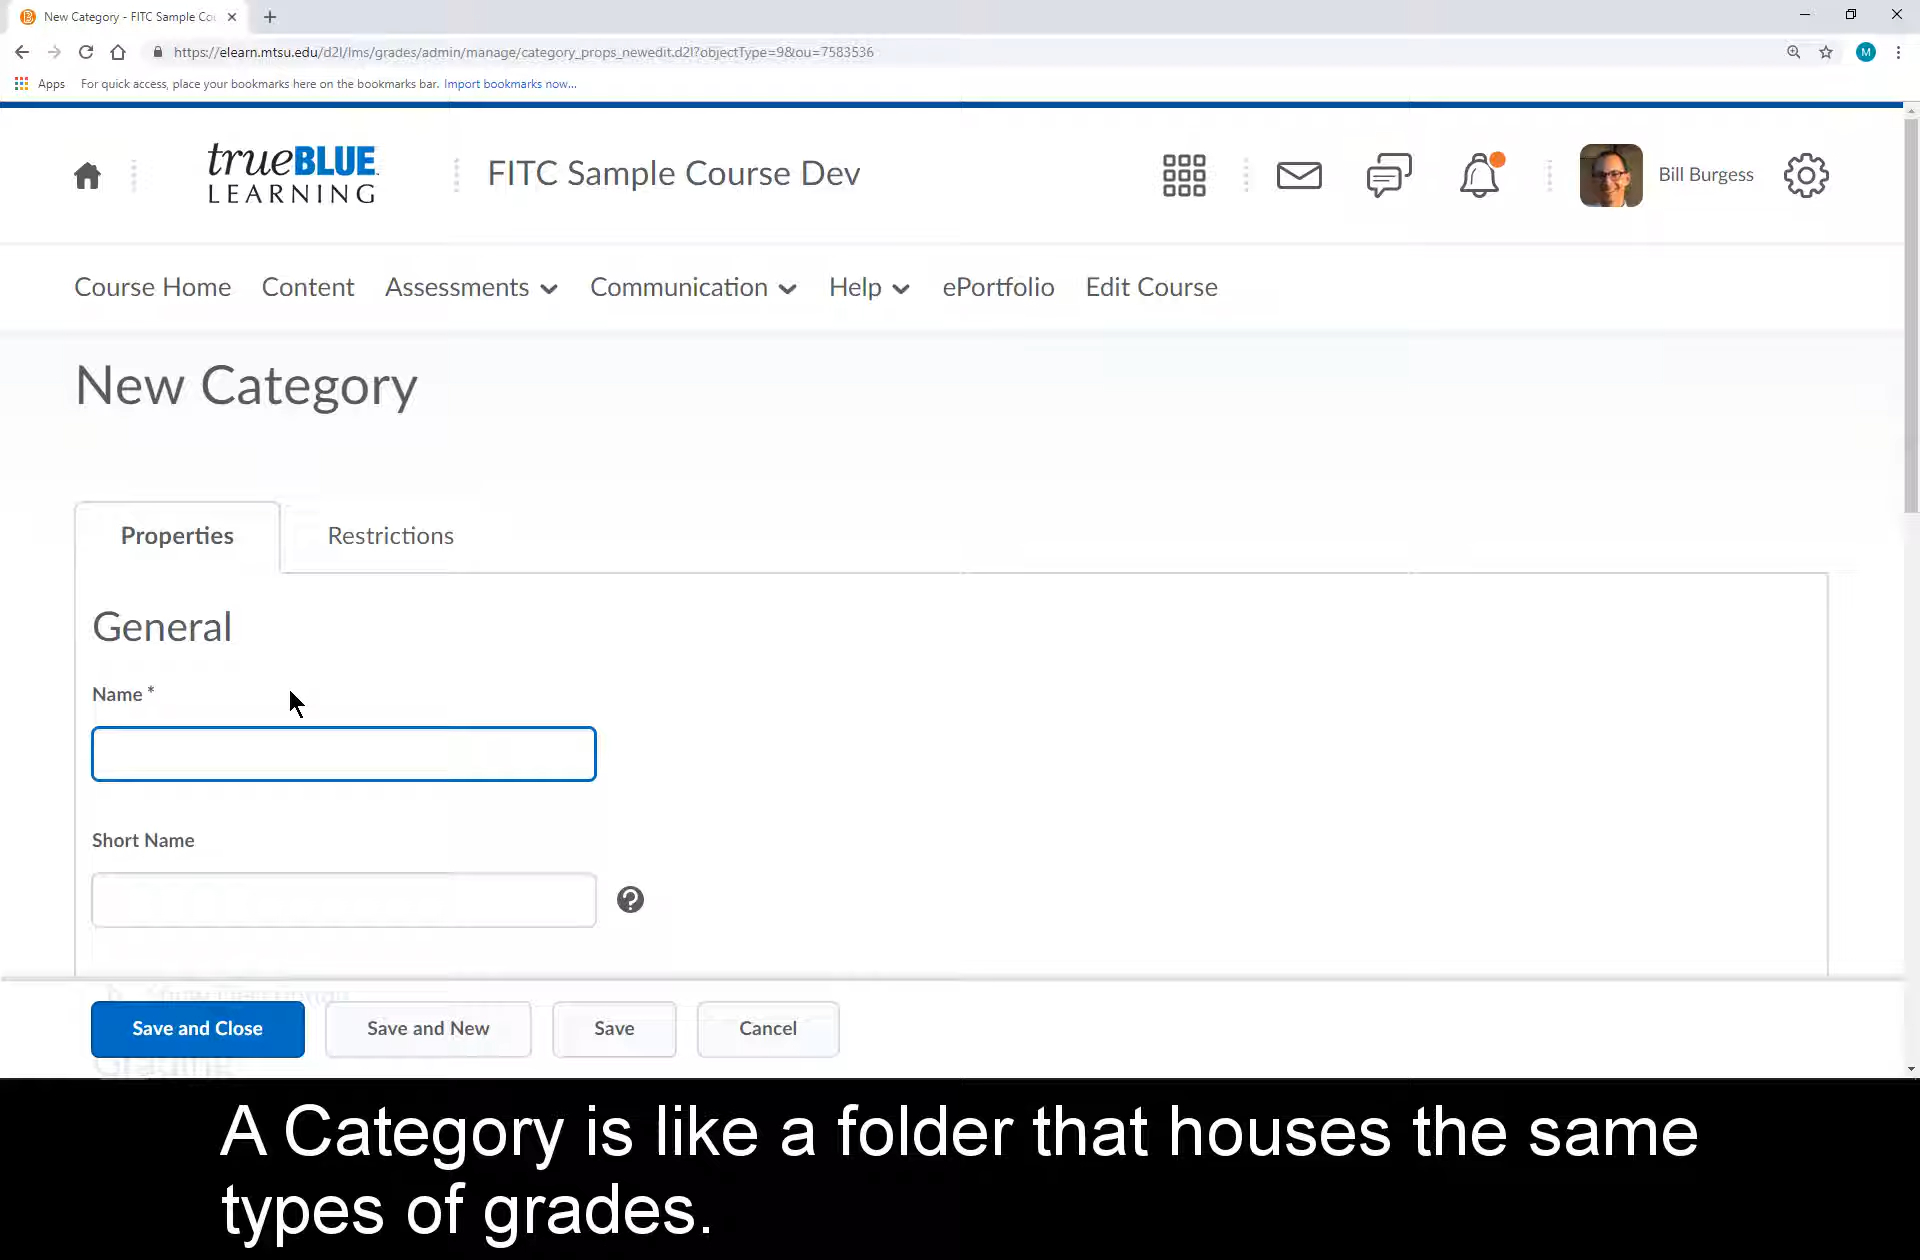 New Category - FITC Sample Co
https://elearn.mtsu.edu/d2l/lms/grades/admin/manage/category_props_newedit.d2l?objectType=9&ou=7583536
M
Apps For quick access, place your bookmarks here on the bookmarks bar. Import bookmarks now...
trueBLUE
LEARNING
FITC Sample Course Dev
Bill Burgess
Course Home Content Assessments Communication Help ePortfolio Edit Course
New Category
Properties Restrictions
General
Name *
Short Name
Save and Close Save and New Save Cancel
Grading
A Category is like a folder that houses the same
types of grades.